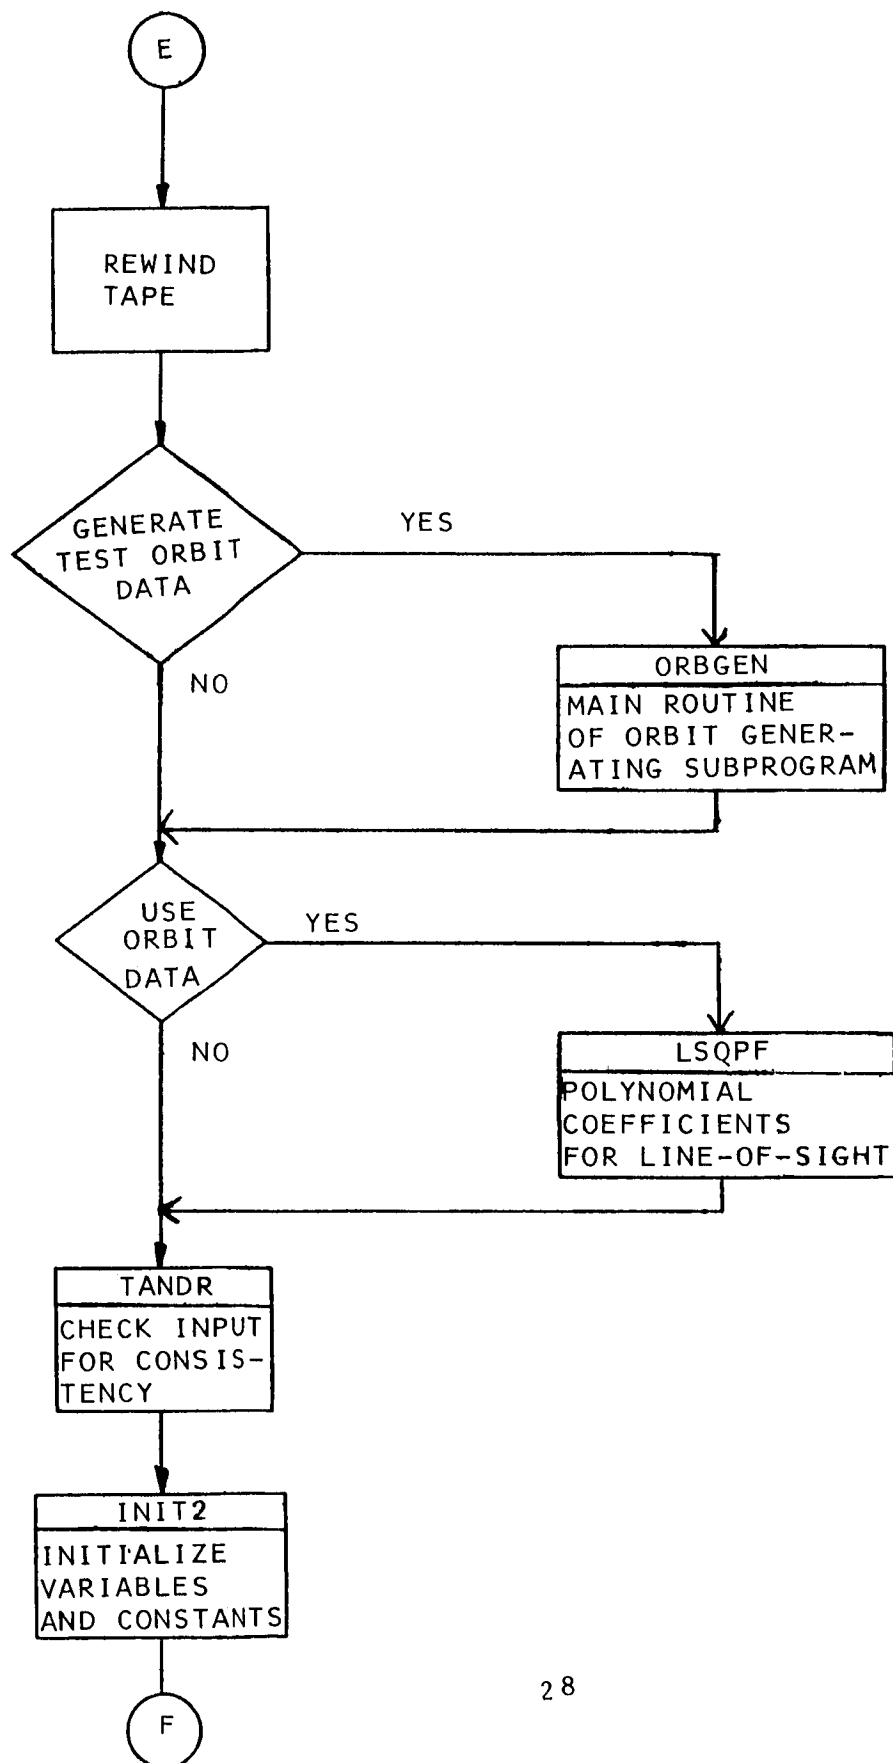 E
REWIND
TAPE
GENERATE
TEST ORBIT
DATA
YES
NO
ORBGEN
MAIN ROUTINE
OF ORBIT GENER-
ATING SUBPROGRAM
USE
ORBIT
DATA
YES
NO
LSQPF
POLYNOMIAL
COEFFICIENTS
FOR LINE-OF-SIGHT
TANDR
CHECK INPUT
FOR CONSIS-
TENCY
INIT2
INITIALIZE
VARIABLES
AND CONSTANTS
F
28